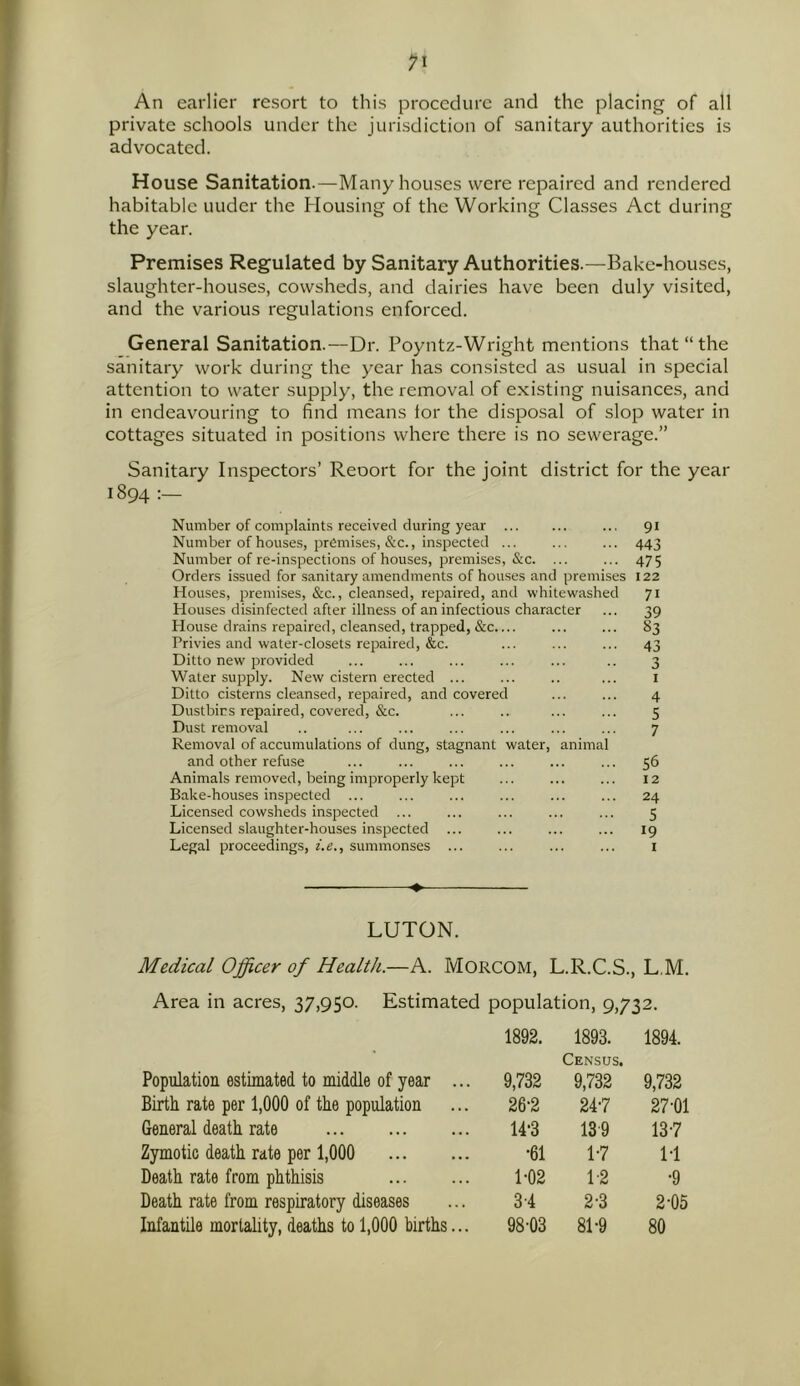 71
An earlier resort to this procedure and the placing of all
private schools under the jurisdiction of sanitary authorities is
advocated.
House Sanitation.—Many houses were repaired and rendered
habitable uuder the Housing of the Working Classes Act during
the year.
Premises Regulated by Sanitary Authorities.—Bake-houses,
slaughter-houses, cowsheds, and dairies have been duly visited,
and the various regulations enforced.
General Sanitation.—Dr. Poyntz-Wright mentions that “the
sanitary work during the year has consisted as usual in special
attention to water supply, the removal of existing nuisances, and
in endeavouring to find means for the disposal of slop water in
cottages situated in positions where there is no sewerage.”
Sanitary Inspectors’ Report for the joint district for the year
1894 :—
Number of complaints received during year ... ... ... 91
Number of houses, premises, &c., inspected ... ... ... 443
Number of re-inspections of houses, premises, &c. ... ... 475
Orders issued for sanitary amendments of houses and premises 122
Houses, premises, &c., cleansed, repaired, and whitewashed 71
Houses disinfected after illness of an infectious character ... 39
House drains repaired, cleansed, trapped, &c.... ... ... 83
Privies and water-closets repaired, &c. ... ... ... 43
Ditto new provided ... ... ... ... ... .. 3
Water supply. New cistern erected ... ... .. ... 1
Ditto cisterns cleansed, repaired, and covered ... ... 4
Dustbins repaired, covered, &c. ... .. ... ... 5
Dust removal .. ... ... ... ... ... ... 7
Removal of accumulations of dung, stagnant water, animal
and other refuse ... ... ... ... ... ... 56
Animals removed, being improperly kept ... ... ... 12
Bake-houses inspected ... ... ... ... ... ... 24
Licensed cowsheds inspected ... ... ... ... ... 5
Licensed slaughter-houses inspected ... ... ... ... 19
Legal proceedings, i.e., summonses ... ... ... ... 1
LUTON.
Medical Officer of Health.—A. MORCOM, L.R.C.S., L.M.
Area in acres, 37,950. Estimated population, 9,732.
1892. 1893. 1894.
CENSUS.
Population estimated to middle of year ... 9,732 9,732 9,732
Birth rate per 1,000 of the population ... 26·2 24·7 27·01
General death rate ... ... ... 14·3 13·9 13·7
Zymotic death rate per 1,000 ... ... ·61 1·7 1·1
Death rate from phthisis ... ... 1·02 1·2 ·9
Death rate from respiratory diseases ... 3·4 2·3 2·05
Infantile mortality, deaths to 1,000 births... 98·03 81·9 80